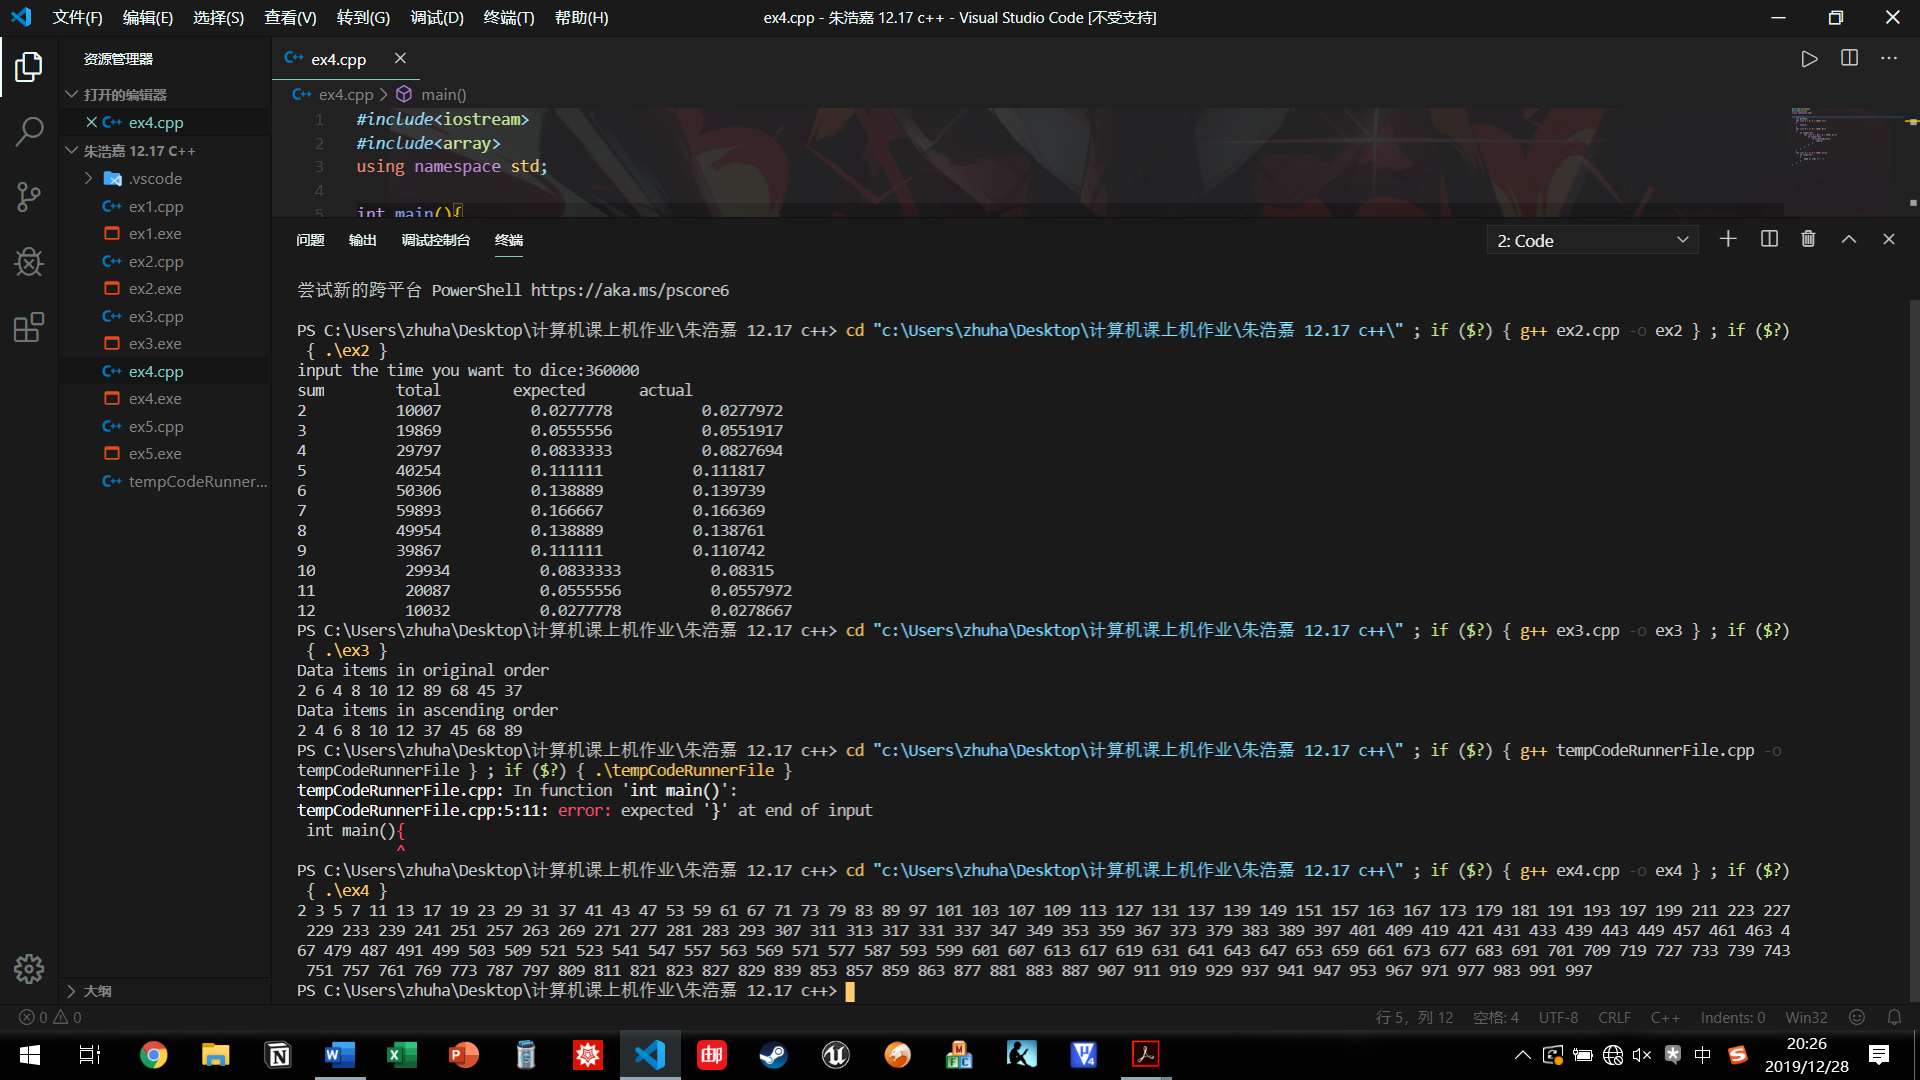 文件(F) 编辑(E) 选择(S) 查看(V) 转到(G) 调试(D) 终端(T) 帮助(H) ex4.cpp - 朱浩嘉 12.17 c++ - Visual Studio Code [不受支持]
资源管理器
打开的编辑器
ex4.cpp
朱浩嘉 12.17 C++
.vscode
ex1.cpp
ex1.exe
ex2.cpp
ex2.exe
ex3.cpp
ex3.exe
ex4.cpp
ex4.exe
ex5.cpp
ex5.exe
tempCodeRunner...
大纲
ex4.cpp
ex4.cpp > main()
1 #include<iostream>
2 #include<array>
3 using namespace std;
4
5 int main(){
问题 输出 调试控制台 终端 2: Code
尝试新的跨平台 PowerShell https://aka.ms/pscore6
PS C:\Users\zhuha\Desktop\计算机课上机作业\朱浩嘉 12.17 c++> cd "c:\Users\zhuha\Desktop\计算机课上机作业\朱浩嘉 12.17 c++\" ; if ($?) { g++ ex2.cpp -o ex2 } ; if ($?)
{ .\ex2 }
input the time you want to dice:360000
sum total expected actual
2 10007 0.0277778 0.0277972
3 19869 0.0555556 0.0551917
4 29797 0.0833333 0.0827694
5 40254 0.111111 0.111817
6 50306 0.138889 0.139739
7 59893 0.166667 0.166369
8 49954 0.138889 0.138761
9 39867 0.111111 0.110742
10 29934 0.0833333 0.08315
11 20087 0.0555556 0.0557972
12 10032 0.0277778 0.0278667
PS C:\Users\zhuha\Desktop\计算机课上机作业\朱浩嘉 12.17 c++> cd "c:\Users\zhuha\Desktop\计算机课上机作业\朱浩嘉 12.17 c++\" ; if ($?) { g++ ex3.cpp -o ex3 } ; if ($?)
{ .\ex3 }
Data items in original order
2 6 4 8 10 12 89 68 45 37
Data items in ascending order
2 4 6 8 10 12 37 45 68 89
PS C:\Users\zhuha\Desktop\计算机课上机作业\朱浩嘉 12.17 c++> cd "c:\Users\zhuha\Desktop\计算机课上机作业\朱浩嘉 12.17 c++\" ; if ($?) { g++ tempCodeRunnerFile.cpp -o
tempCodeRunnerFile } ; if ($?) { .\tempCodeRunnerFile }
tempCodeRunnerFile.cpp: In function 'int main()':
tempCodeRunnerFile.cpp:5:11: error: expected '}' at end of input
int main(){
^
PS C:\Users\zhuha\Desktop\计算机课上机作业\朱浩嘉 12.17 c++> cd "c:\Users\zhuha\Desktop\计算机课上机作业\朱浩嘉 12.17 c++\" ; if ($?) { g++ ex4.cpp -o ex4 } ; if ($?)
{ .\ex4 }
2 3 5 7 11 13 17 19 23 29 31 37 41 43 47 53 59 61 67 71 73 79 83 89 97 101 103 107 109 113 127 131 137 139 149 151 157 163 167 173 179 181 191 193 197 199 211 223 227
229 233 239 241 251 257 263 269 271 277 281 283 293 307 311 313 317 331 337 347 349 353 359 367 373 379 383 389 397 401 409 419 421 431 433 439 443 449 457 461 463 4
67 479 487 491 499 503 509 521 523 541 547 557 563 569 571 577 587 593 599 601 607 613 617 619 631 641 643 647 653 659 661 673 677 683 691 701 709 719 727 733 739 743
751 757 761 769 773 787 797 809 811 821 823 827 829 839 853 857 859 863 877 881 883 887 907 911 919 929 937 941 947 953 967 971 977 983 991 997
PS C:\Users\zhuha\Desktop\计算机课上机作业\朱浩嘉 12.17 c++>
0 0 行 5，列 12 空格: 4 UTF-8 CRLF C++ Indents: 0 Win32
中 20:26
2019/12/28